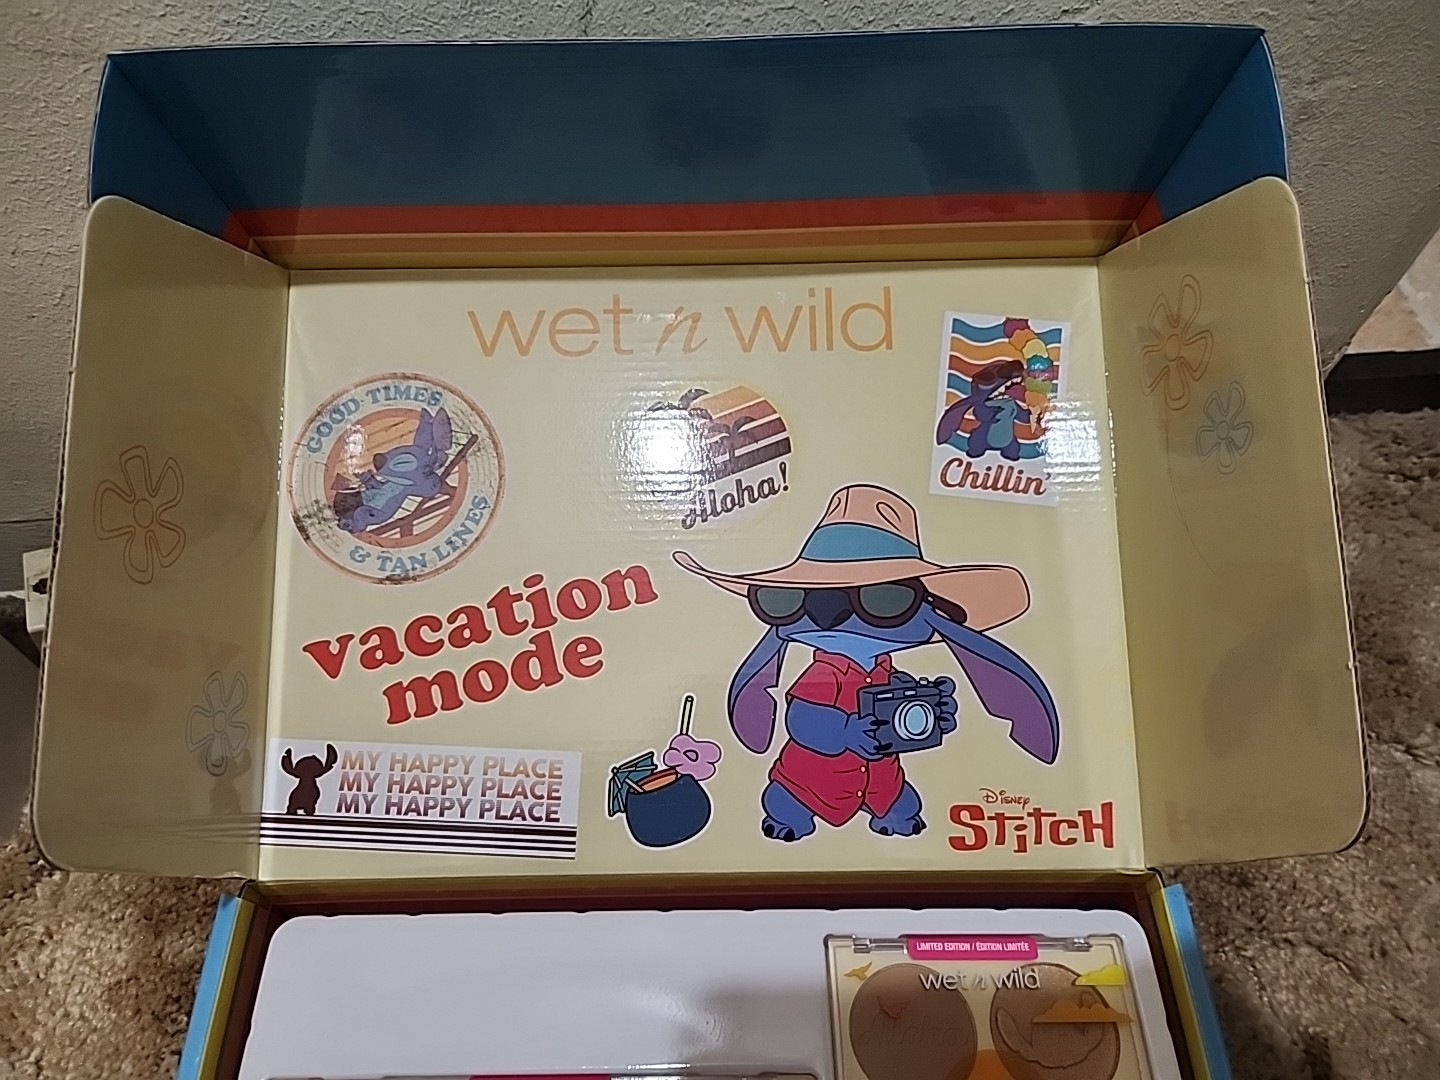 wet n wild
GOOD TIMES
& TAN LINES
Aloha!
Chillin'
vacation
mode
MY HAPPY PLACE
MY HAPPY PLACE
MY HAPPY PLACE
Disney
Stitch
LIMITED EDITION / ÉDITION LIMITÉE
wet n wild